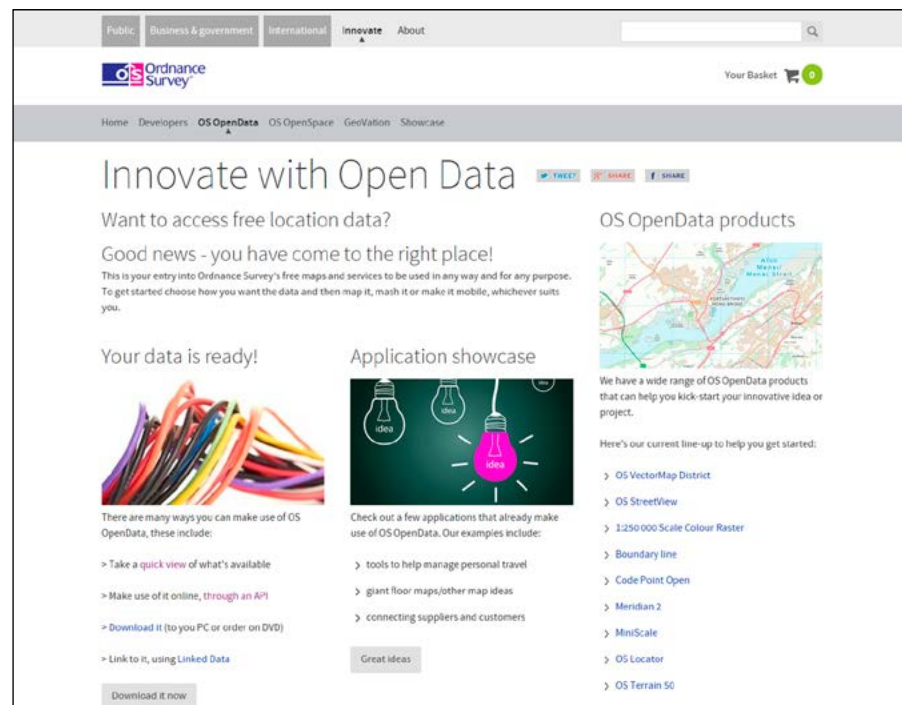 Public Business & government International Innovate About
OS Ordnance
Survey
Your Basket 0
Home Developers OS OpenData OS OpenSpace GeoVation Showcase
Innovate with Open Data
TWEET SHARE SHARE
Want to access free location data?
Good news - you have come to the right place!
This is your entry into Ordnance Survey's free maps and services to be used in any way and for any purpose.
To get started choose how you want the data and then map it, mash it or make it mobile, whichever suits
you.
Your data is ready!
There are many ways you can make use of OS
OpenData, these include:
> Take a quick view of what's available
> Make use of it online, through an API
> Download it (to you PC or order on DVD)
> Link to it, using Linked Data
Download it now
Application showcase
idea
idea
idea
idea
Check out a few applications that already make
use of OS OpenData. Our examples include:
> tools to help manage personal travel
> giant floor maps/other map ideas
> connecting suppliers and customers
Great ideas
OS OpenData products
We have a wide range of OS OpenData products
that can help you kick-start your innovative idea or
project.
Here's our current line-up to help you get started:
> OS VectorMap District
> OS StreetView
> 1:250 000 Scale Colour Raster
> Boundary line
> Code Point Open
> Meridian 2
> MiniScale
> OS Locator
> OS Terrain 50